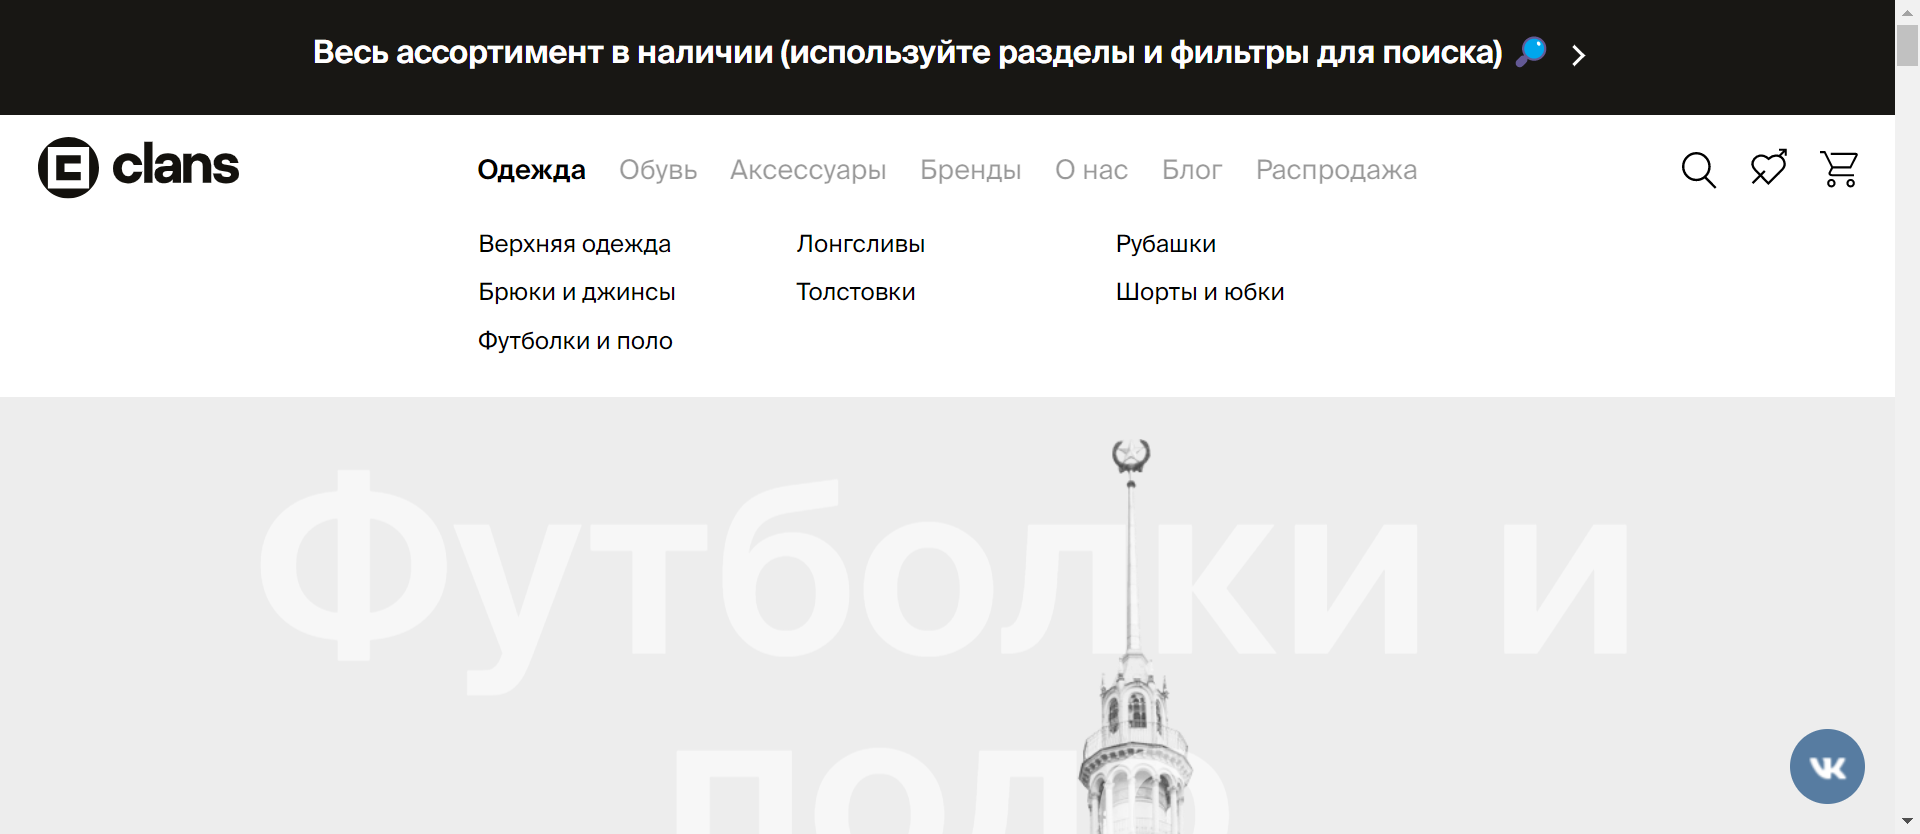 Весь ассортимент в наличии (используйте разделы и фильтры для поиска)
clans
Одежда Обувь Аксессуары Бренды О нас Блог Распродажа
Верхняя одежда Лонгсливы Рубашки
Брюки и джинсы Толстовки Шорты и юбки
Футболки и поло
Футболки и
поло